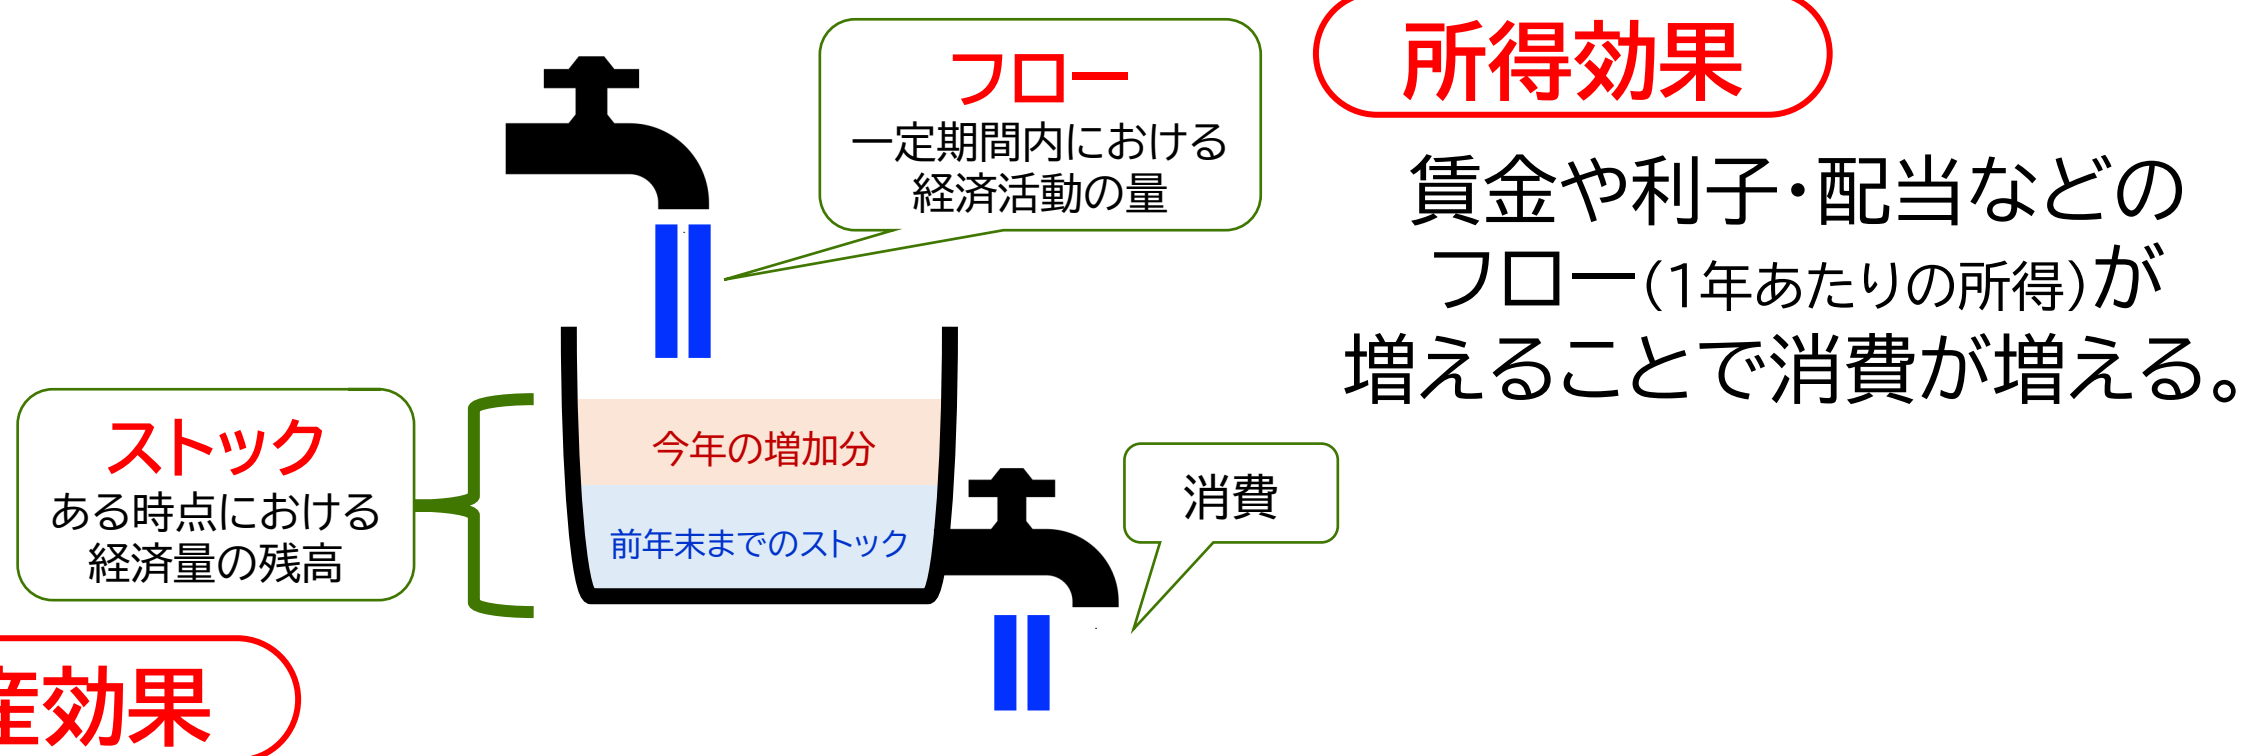 フロー
一定期間内における
経済活動の量
所得効果
賃金や利子・配当などの
フロー(1年あたりの所得)が
増えることで消費が増える。
ストック
ある時点における
経済量の残高
今年の増加分
前年末までのストック
消費
産効果